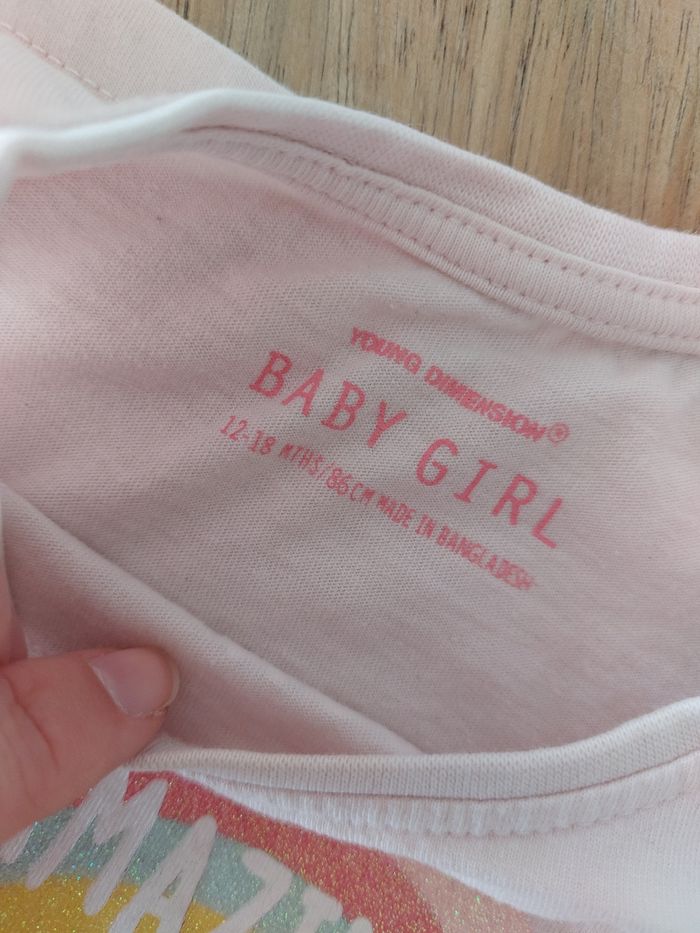 YOUNG DIMENSION®
BABY GIRL
12-18 MTHS/86CM MADE IN BANGLADESH